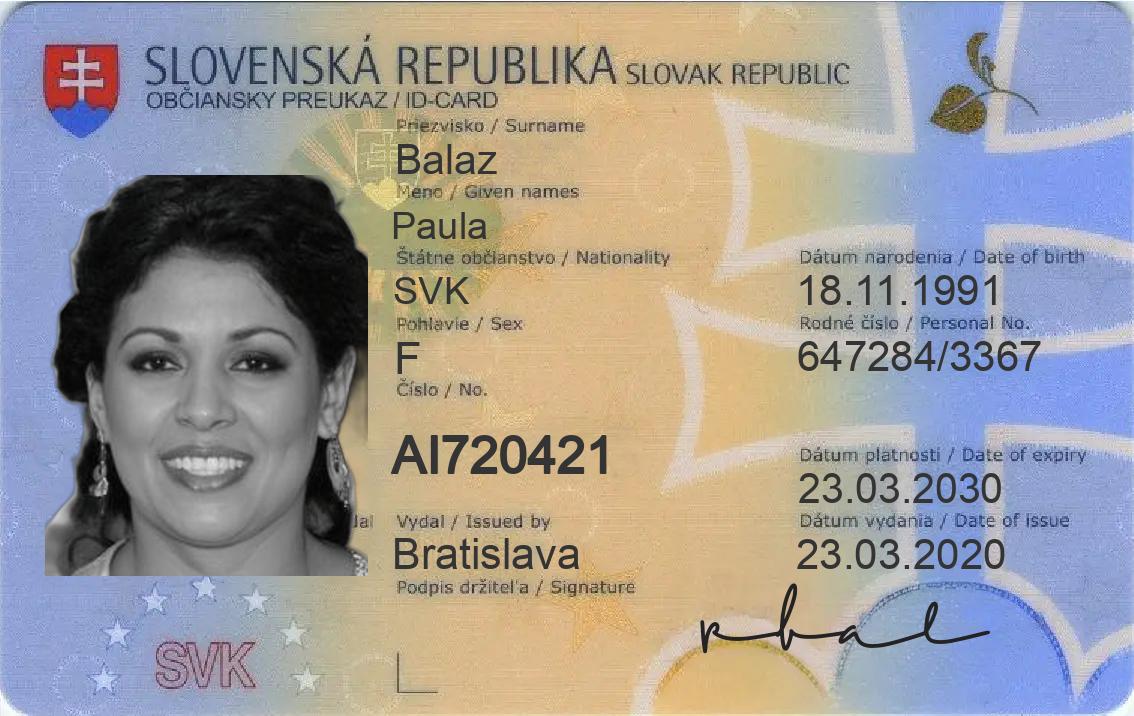 SLOVENSKÁ REPUBLIKA SLOVAK REPUBLIC
OBČIANSKY PREUKAZ / ID-CARD
Priezvisko / Surname
Balaz
Meno / Given names
Paula
Štátne občianstvo / Nationality
SVK
Dátum narodenia / Date of birth
18.11.1991
Pohlavie / Sex
F
Rodné číslo / Personal No.
647284/3367
Číslo / No.
AI720421
Dátum platnosti / Date of expiry
23.03.2030
Vydal / Issued by
Bratislava
Dátum vydania / Date of issue
23.03.2020
Podpis držiteľa / Signature
SVK